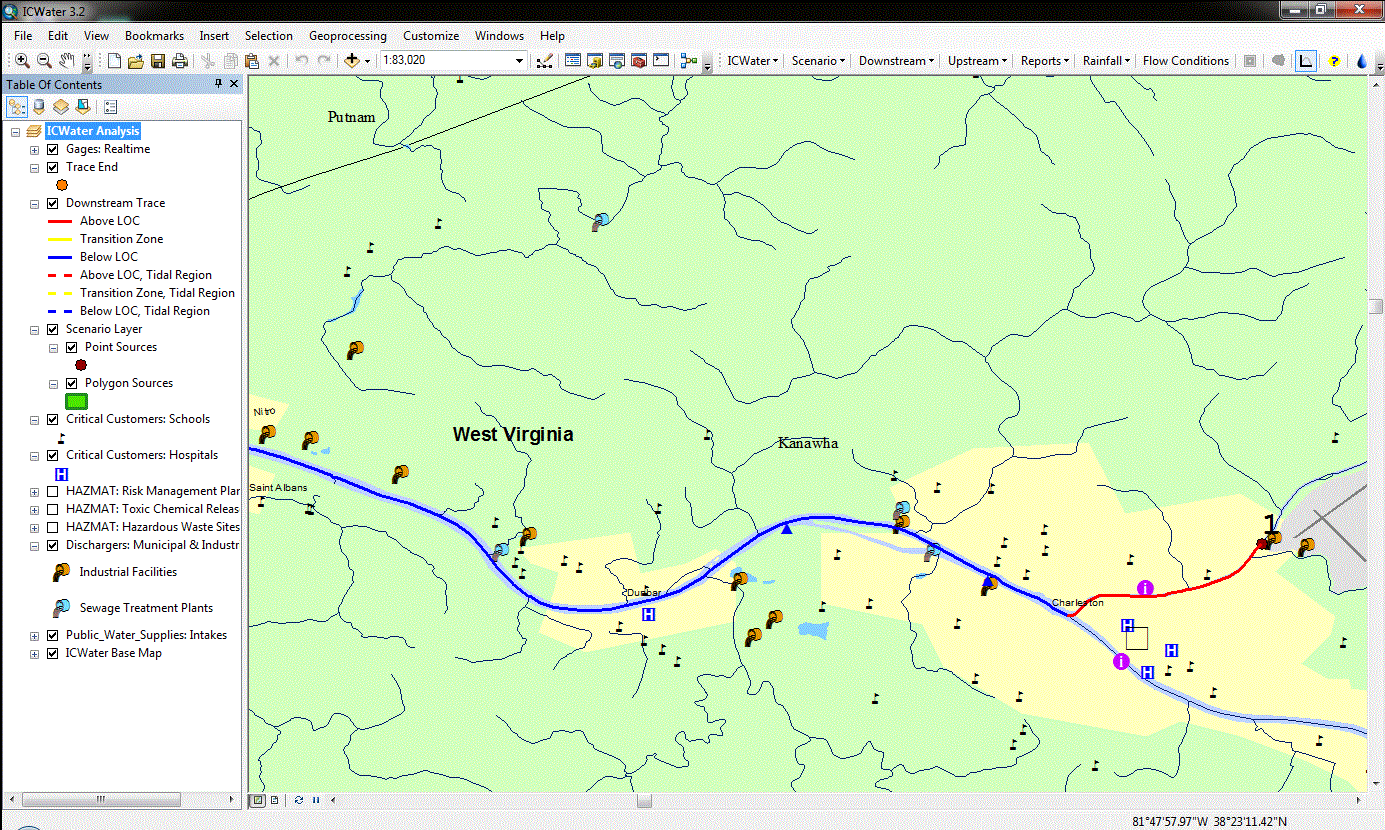 ICWater 3.2
File Edit View Bookmarks Insert Selection Geoprocessing Customize Windows Help
1:83,020 ICWater Scenario Downstream Upstream Reports Rainfall Flow Conditions ?
Table Of Contents
ICWater Analysis
Gages: Realtime
Trace End
Downstream Trace
Above LOC
Transition Zone
Below LOC
Above LOC, Tidal Region
Transition Zone, Tidal Region
Below LOC, Tidal Region
Scenario Layer
Point Sources
Polygon Sources
Critical Customers: Schools
Critical Customers: Hospitals
H
HAZMAT: Risk Management Plar
HAZMAT: Toxic Chemical Releas
HAZMAT: Hazardous Waste Sites
Dischargers: Municipal & Industr
Industrial Facilities
Sewage Treatment Plants
Public_Water_Supplies: Intakes
ICWater Base Map
Putnam
Nitro
West Virginia
Kanawha
Saint Albans
1
Dunbar
i
Charleston
H
H
H
i
H
81°47'57.97"W 38°23'11.42"N